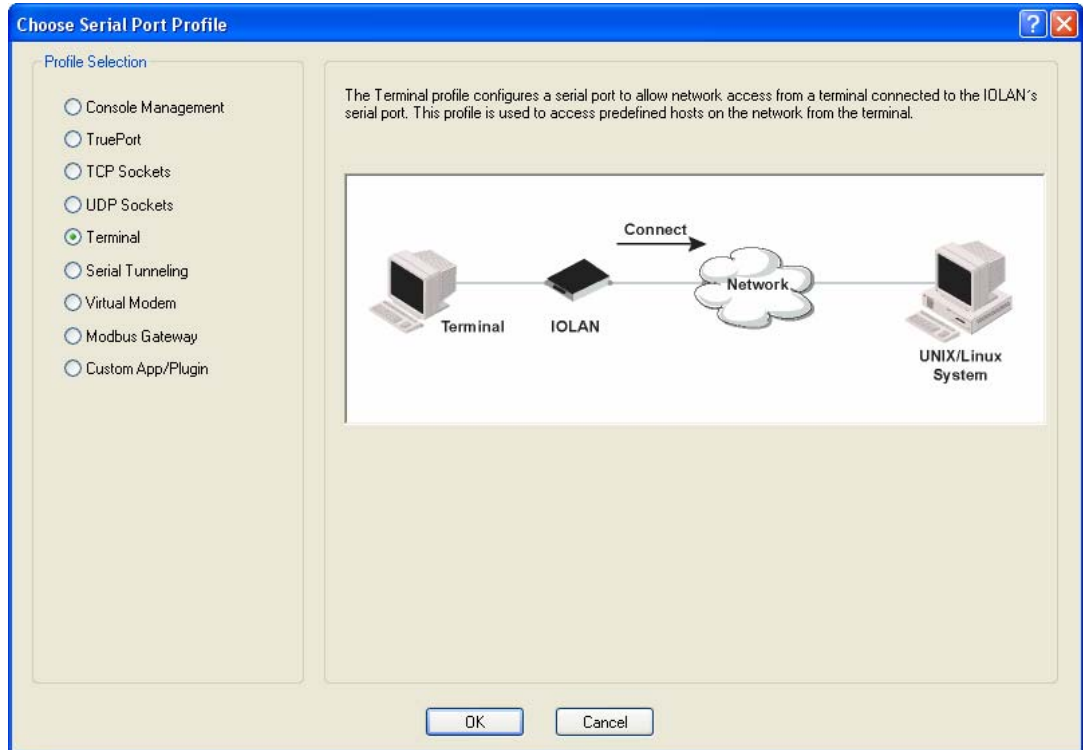 Choose Serial Port Profile
Profile Selection
Console Management
TruePort
TCP Sockets
UDP Sockets
Terminal
Serial Tunneling
Virtual Modem
Modbus Gateway
Custom App/Plugin
The Terminal profile configures a serial port to allow network access from a terminal connected to the IOLAN´s
serial port. This profile is used to access predefined hosts on the network from the terminal.
Connect
Network
Terminal
IOLAN
UNIX/Linux
System
OK
Cancel